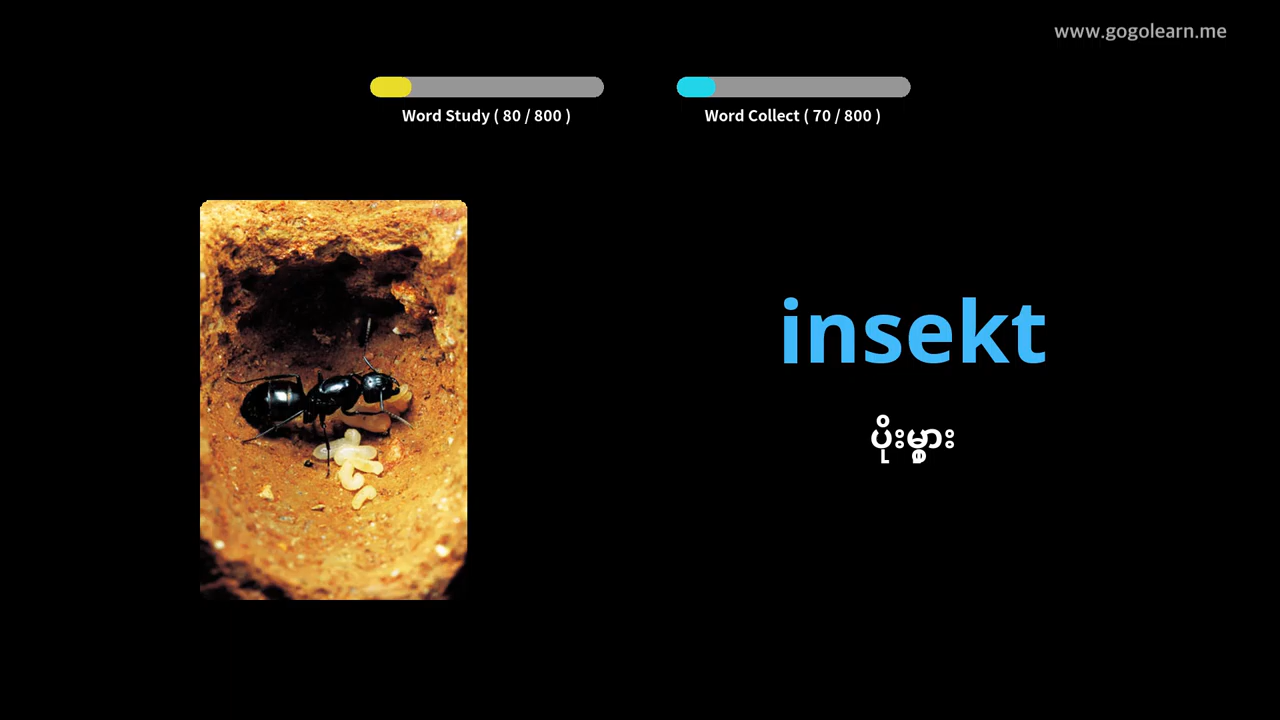 www.gogolearn.me
Word Study ( 80 / 800 )
Word Collect ( 70 / 800 )
insekt
ပိုးမွှား